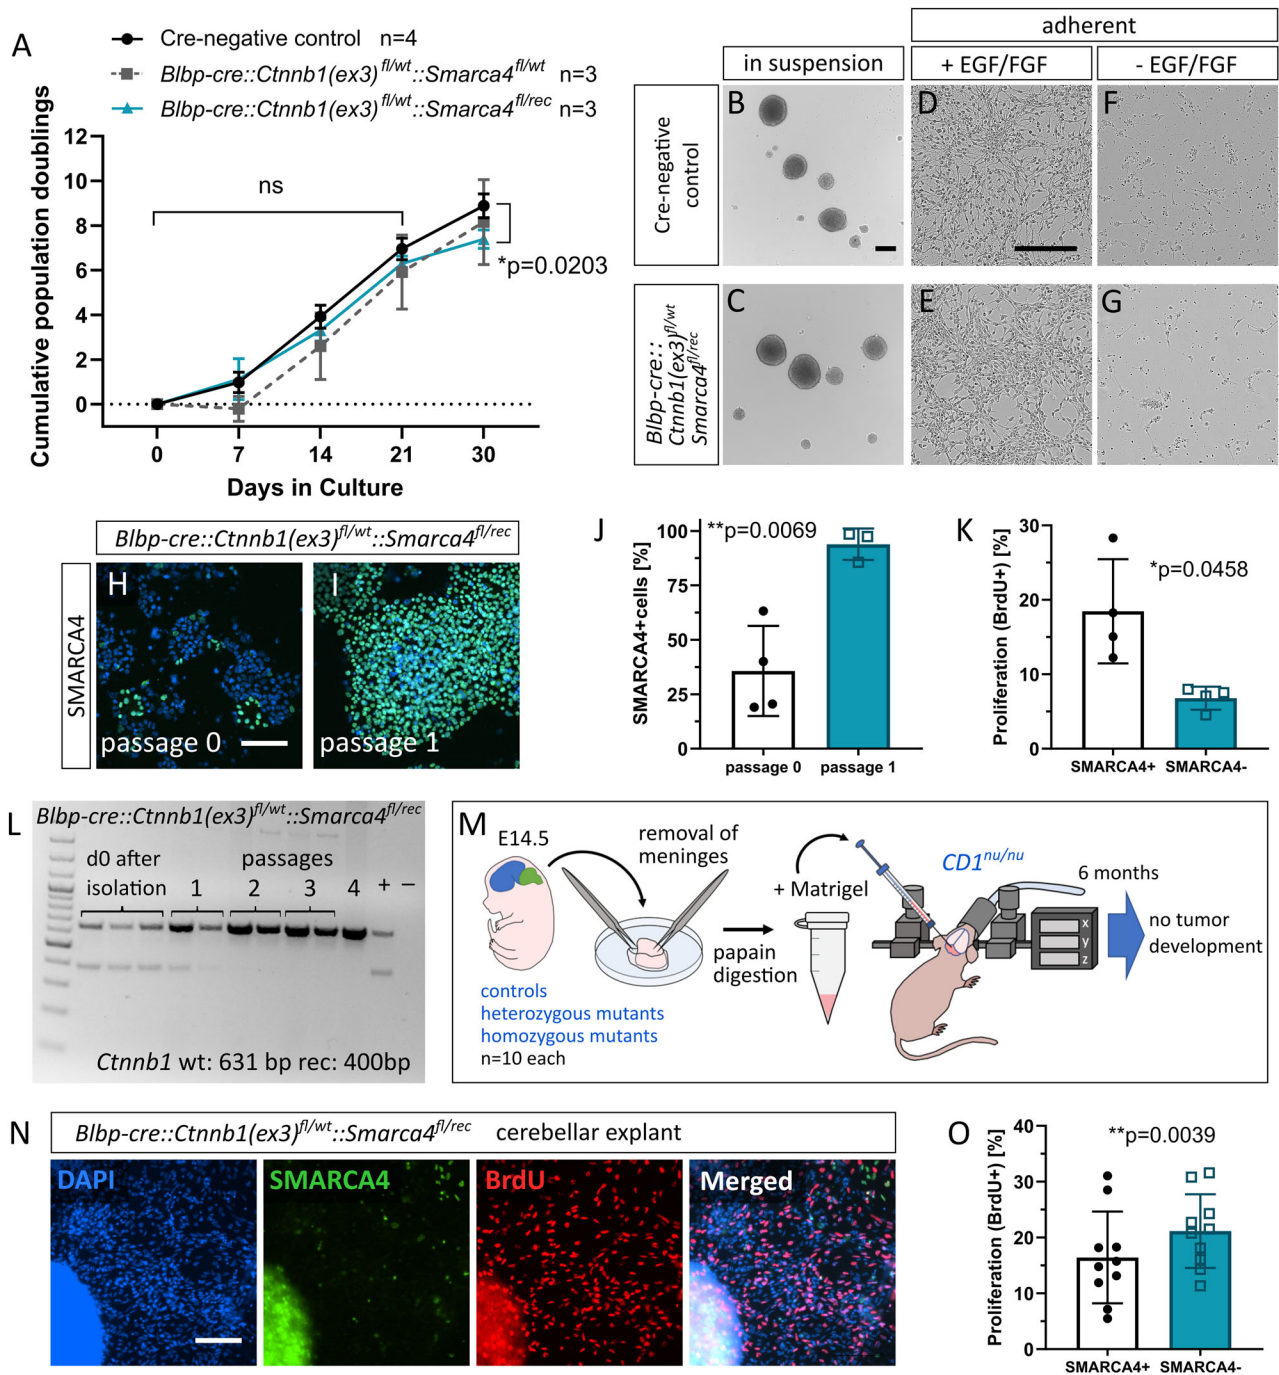 A
Cre-negative control n=4
Blbp-cre::Ctnnb1(ex3)fl/wt::Smarca4fl/wt n=3
Blbp-cre::Ctnnb1(ex3)fl/wt::Smarca4fl/rec n=3
Cumulative population doublings
12
10
8
6
4
2
0
ns
*p=0.0203
0 7 14 21 30
Days in Culture
adherent
in suspension
+ EGF/FGF
- EGF/FGF
Cre-negative
control
B
D
F
Blbp-cre::
Ctnnb1(ex3)fl/wt
Smarca4fl/rec
C
E
G
Blbp-cre::Ctnnb1(ex3)fl/wt::Smarca4fl/rec
SMARCA4
H
passage 0
I
passage 1
J
SMARCA4+cells [%]
100
75
50
25
0
**p=0.0069
passage 0 passage 1
K
Proliferation (BrdU+) [%]
30
20
10
0
*p=0.0458
SMARCA4+ SMARCA4-
L
Blbp-cre::Ctnnb1(ex3)fl/wt::Smarca4fl/rec
d0 after
isolation
passages
1 2 3 4 + –
Ctnnb1 wt: 631 bp rec: 400bp
M
E14.5
removal of
meninges
controls
heterozygous mutants
homozygous mutants
n=10 each
papain
digestion
+ Matrigel
CD1nu/nu
x
y
z
6 months
no tumor
development
N
Blbp-cre::Ctnnb1(ex3)fl/wt::Smarca4fl/rec cerebellar explant
DAPI
SMARCA4
BrdU
Merged
O
Proliferation (BrdU+) [%]
40
30
20
10
0
**p=0.0039
SMARCA4+ SMARCA4-